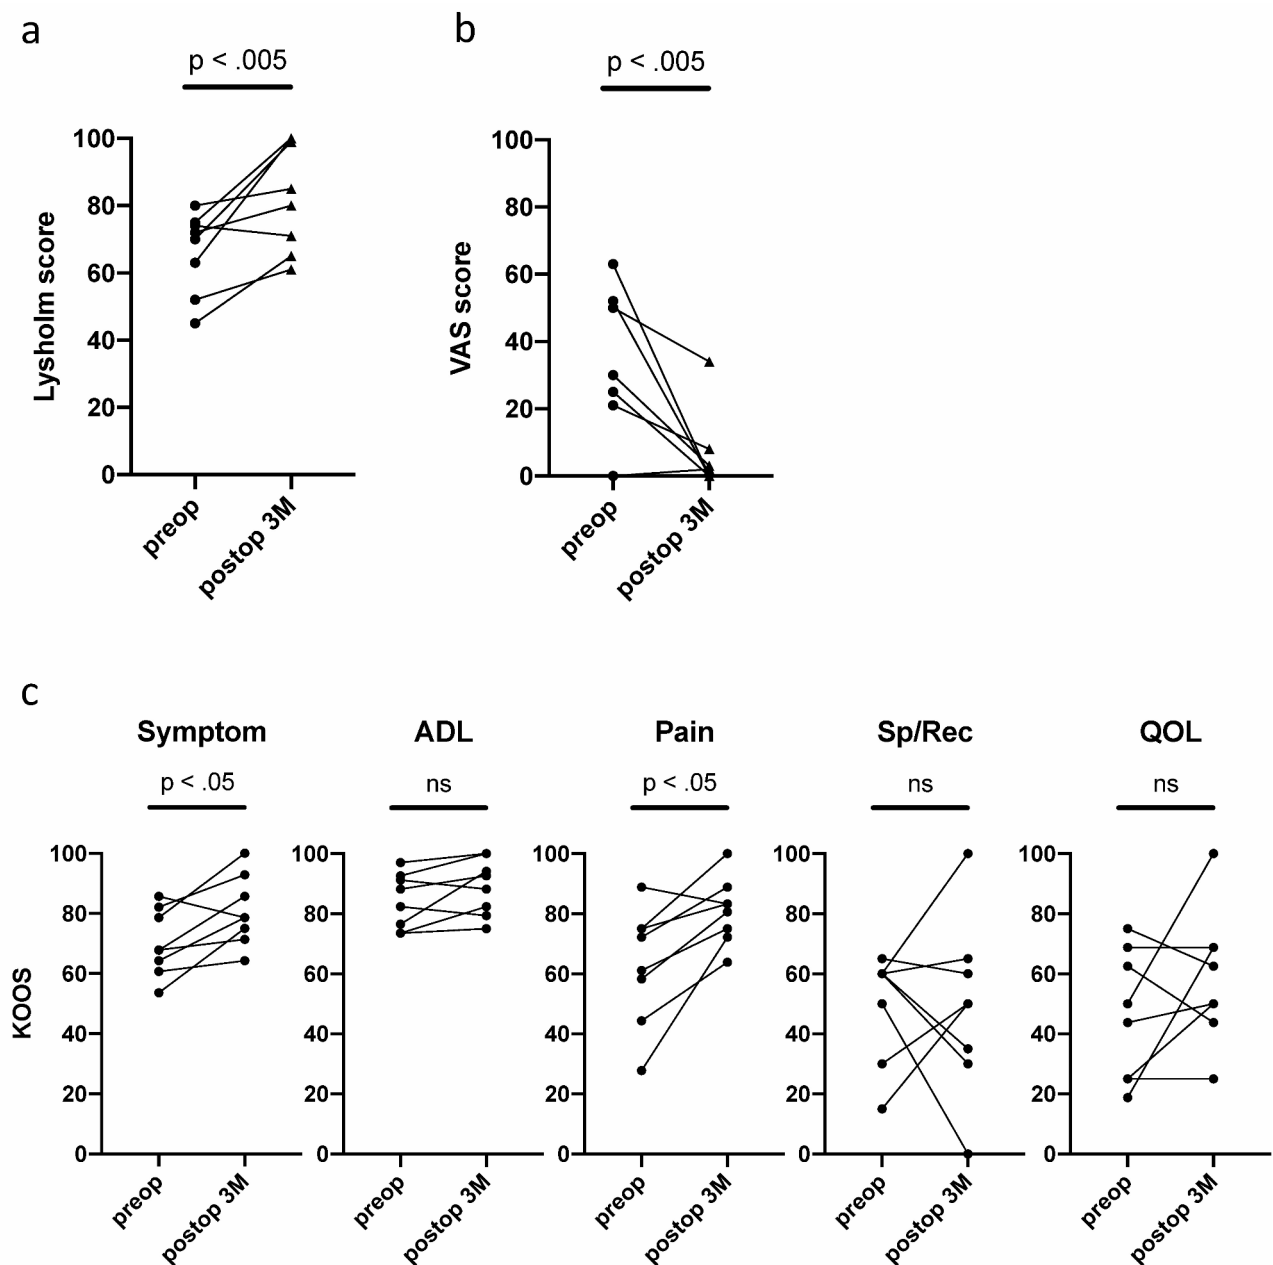 a
b
p < .005
p < .005
100
80
60
40
20
0
Lysholm score
preop
postop 3M
100
80
60
40
20
0
VAS score
preop
postop 3M
c
Symptom
ADL
Pain
Sp/Rec
QOL
p < .05
ns
p < .05
ns
ns
KOOS
100
80
60
40
20
0
preop
postop 3M
100
80
60
40
20
0
preop
postop 3M
100
80
60
40
20
0
preop
postop 3M
100
80
60
40
20
0
preop
postop 3M
100
80
60
40
20
0
preop
postop 3M